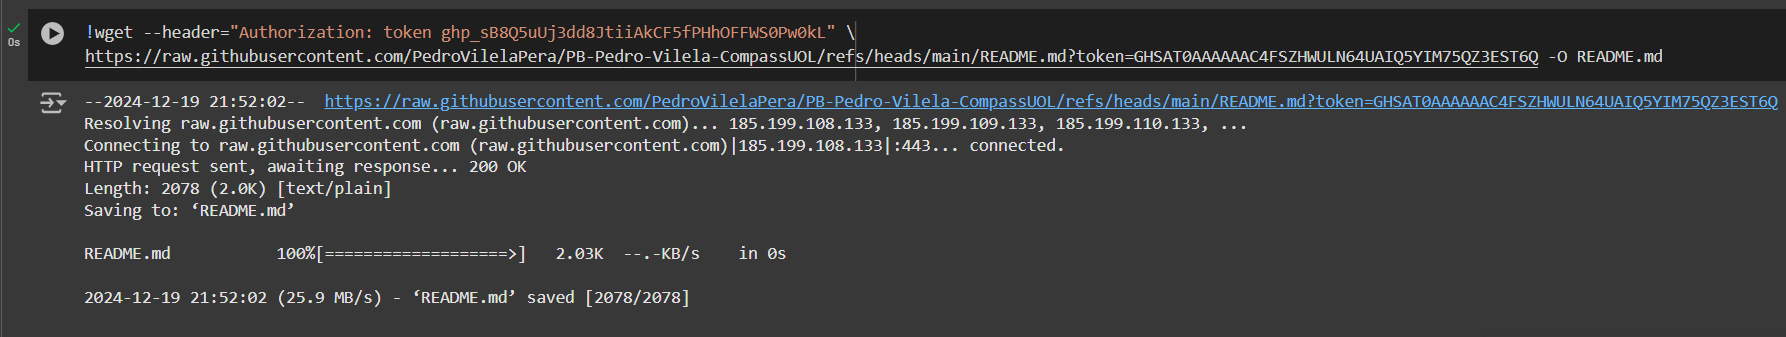 0s
!wget --header="Authorization: token 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" \
https://raw.githubusercontent.com/PedroVilelaPera/PB-Pedro-Vilela-CompassUOL/refs/heads/main/README.md?token=GHSAT0AAAAAAC4FSZHWULN64UAIQ5YIM75QZ3EST6Q -O README.md
--2024-12-19 21:52:02-- https://raw.githubusercontent.com/PedroVilelaPera/PB-Pedro-Vilela-CompassUOL/refs/heads/main/README.md?token=GHSAT0AAAAAAC4FSZHWULN64UAIQ5YIM75QZ3EST6Q
Resolving raw.githubusercontent.com (raw.githubusercontent.com)... 185.199.108.133, 185.199.109.133, 185.199.110.133, ...
Connecting to raw.githubusercontent.com (raw.githubusercontent.com)|185.199.108.133|:443... connected.
HTTP request sent, awaiting response... 200 OK
Length: 2078 (2.0K) [text/plain]
Saving to: ‘README.md’
README.md 100%[===================>] 2.03K --.-KB/s in 0s
2024-12-19 21:52:02 (25.9 MB/s) - ‘README.md’ saved [2078/2078]